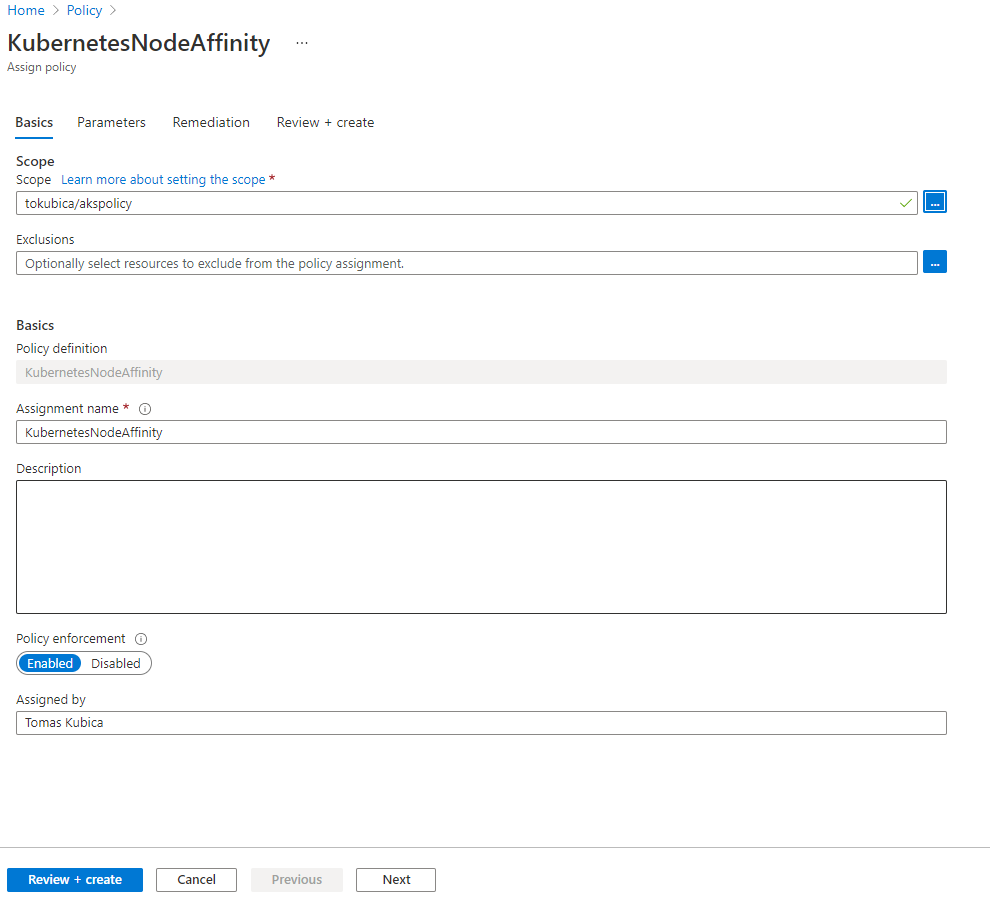 Home > Policy >
KubernetesNodeAffinity ...
Assign policy
Basics Parameters Remediation Review + create
Scope
Scope Learn more about setting the scope *
tokubica/akspolicy ...
Exclusions
Optionally select resources to exclude from the policy assignment. ...
Basics
Policy definition
KubernetesNodeAffinity
Assignment name *
KubernetesNodeAffinity
Description
Policy enforcement
Enabled Disabled
Assigned by
Tomas Kubica
Review + create Cancel Previous Next